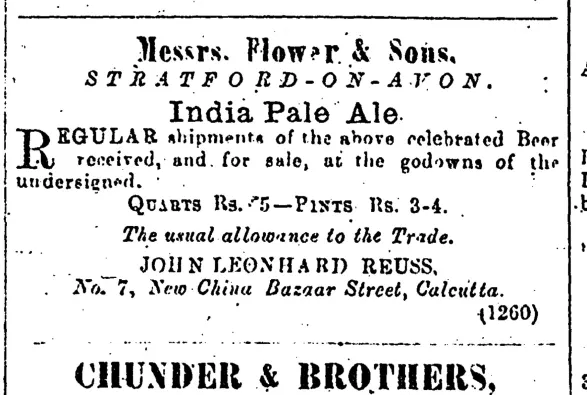 Messrs. Flower & Sons,
STRATFORD-ON-AVON.
India Pale Ale.
REGULAR shipments of the above celebrated Beer
received, and for sale, at the godowns of the
undersigned.
QUARTS Rs. 5—PINTS Rs. 3-4.
The usual allowance to the Trade.
JOHN LEONHARD REUSS,
No. 7, New China Bazaar Street, Calcutta.
(1260)
CHUNDER & BROTHERS,